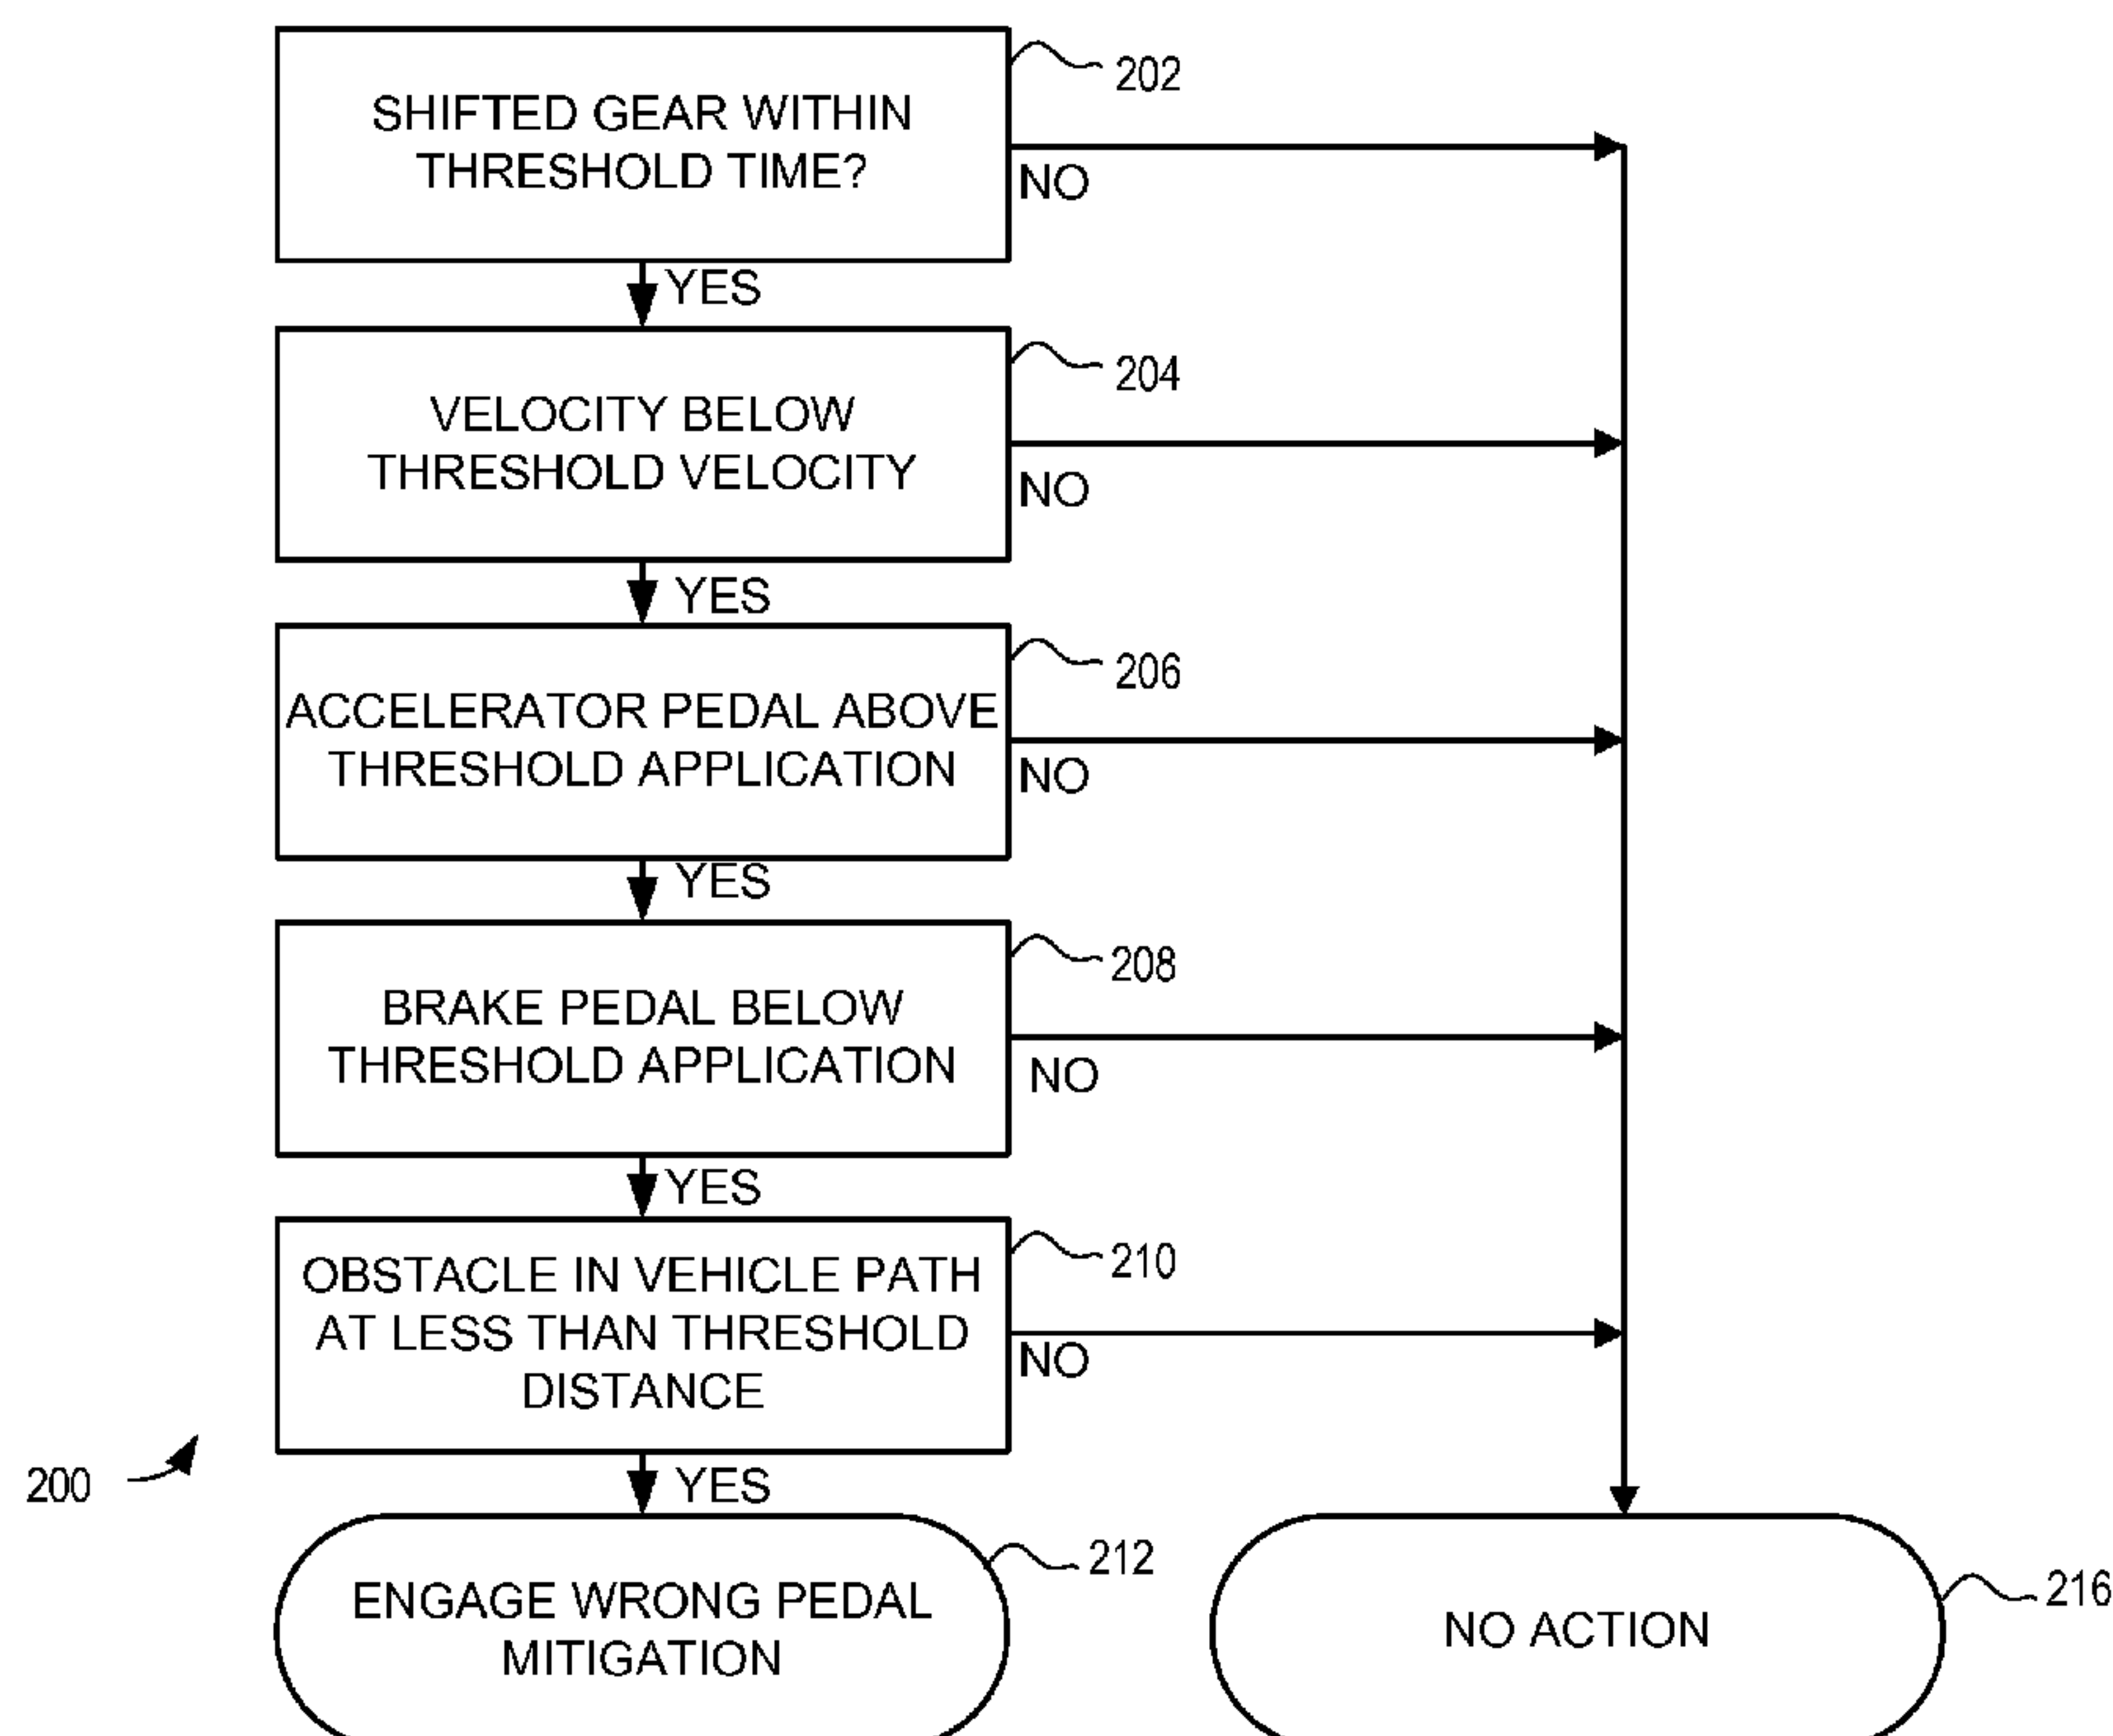 SHIFTED GEAR WITHIN
THRESHOLD TIME?
202
NO
YES
VELOCITY BELOW
THRESHOLD VELOCITY
204
NO
YES
ACCELERATOR PEDAL ABOVE
THRESHOLD APPLICATION
206
NO
YES
BRAKE PEDAL BELOW
THRESHOLD APPLICATION
208
NO
YES
OBSTACLE IN VEHICLE PATH
AT LESS THAN THRESHOLD
DISTANCE
210
NO
YES
200
ENGAGE WRONG PEDAL
MITIGATION
212
NO ACTION
216